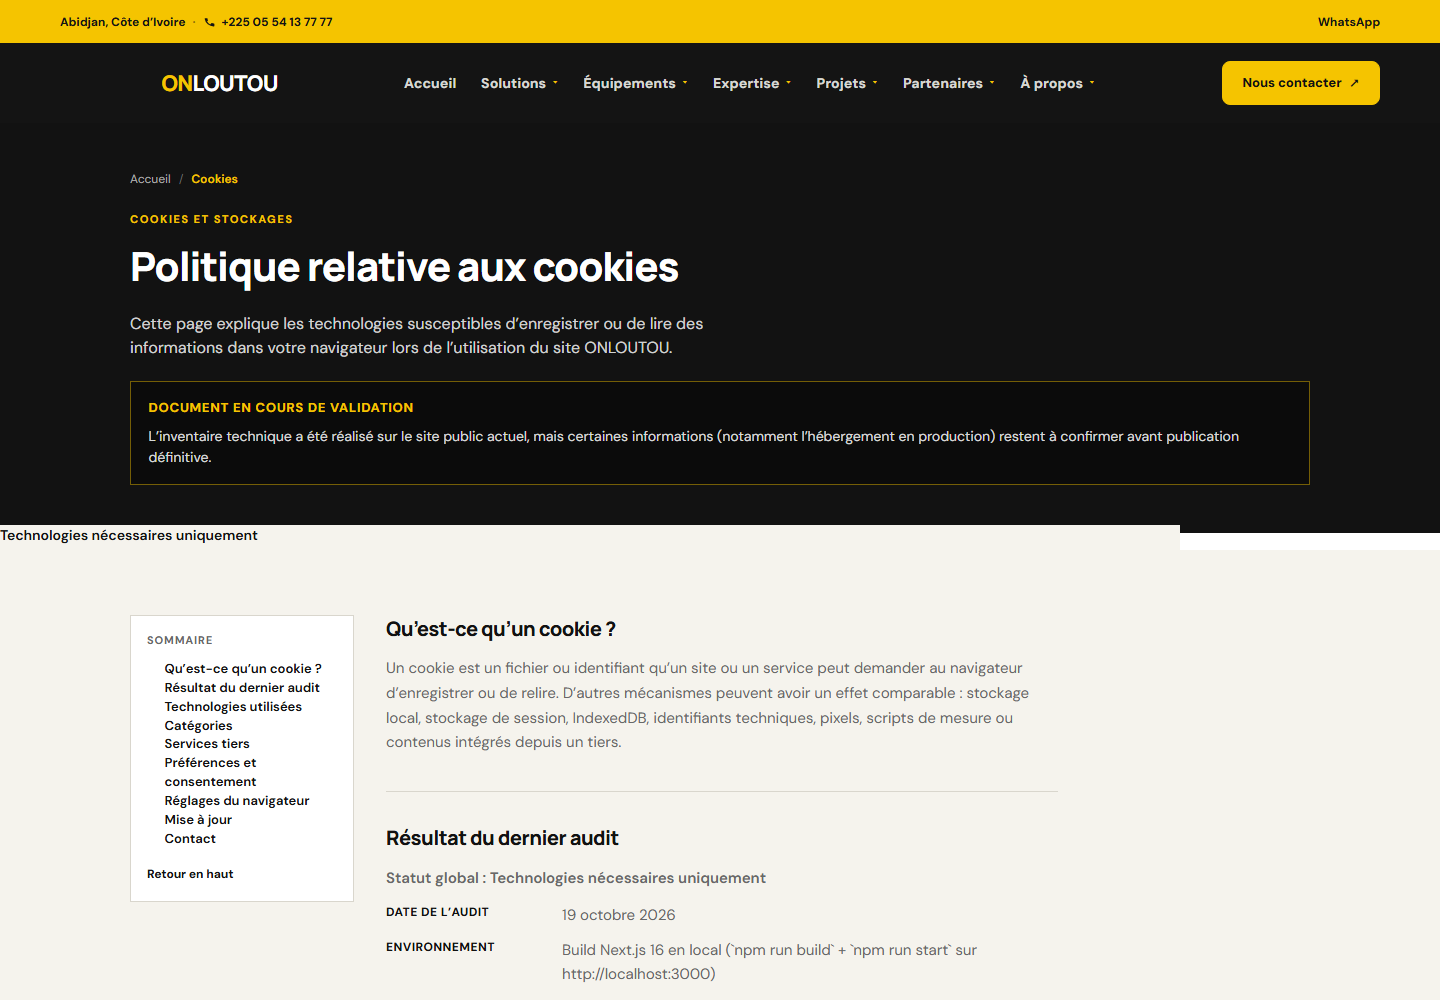 Abidjan, Côte d’Ivoire · +225 05 54 13 77 77
WhatsApp
ONLOUTOU
Accueil
Solutions
Équipements
Expertise
Projets
Partenaires
À propos
Nous contacter ↗
Accueil / Cookies
COOKIES ET STOCKAGES
Politique relative aux cookies
Cette page explique les technologies susceptibles d’enregistrer ou de lire des
informations dans votre navigateur lors de l’utilisation du site ONLOUTOU.
DOCUMENT EN COURS DE VALIDATION
L’inventaire technique a été réalisé sur le site public actuel, mais certaines informations (notamment l’hébergement en production) restent à confirmer avant publication
définitive.
Technologies nécessaires uniquement
SOMMAIRE
Qu’est-ce qu’un cookie ?
Résultat du dernier audit
Technologies utilisées
Catégories
Services tiers
Préférences et
consentement
Réglages du navigateur
Mise à jour
Contact
Retour en haut
Qu’est-ce qu’un cookie ?
Un cookie est un fichier ou identifiant qu’un site ou un service peut demander au navigateur
d’enregistrer ou de relire. D’autres mécanismes peuvent avoir un effet comparable : stockage
local, stockage de session, IndexedDB, identifiants techniques, pixels, scripts de mesure ou
contenus intégrés depuis un tiers.
Résultat du dernier audit
Statut global : Technologies nécessaires uniquement
DATE DE L’AUDIT
19 octobre 2026
ENVIRONNEMENT
Build Next.js 16 en local (`npm run build` + `npm run start` sur
http://localhost:3000)